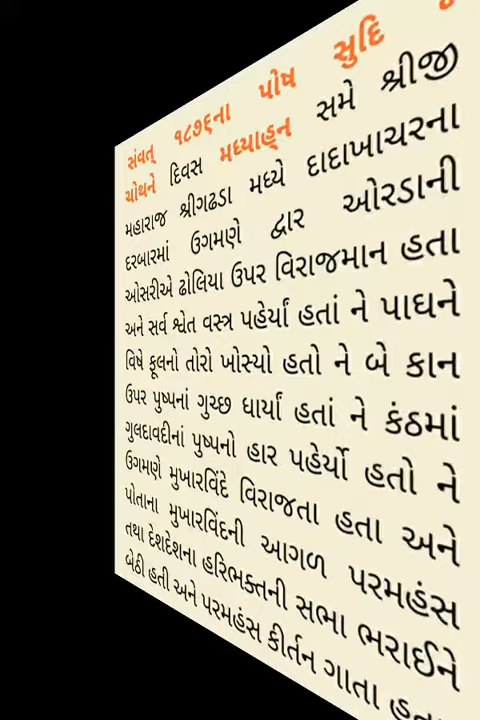 સંવત્ ૧૮૭૬ના પોષ સુદિ
ચોથને દિવસ મધ્યાહ્ન સમે શ્રીજી
મહારાજ શ્રીગઢડા મધ્યે દાદાખાચરના
દરબારમાં ઉગમણે દ્વાર ઓરડાની
ઓસરીએ ઢોલિયા ઉપર વિરાજમાન હતા
અને સર્વ શ્વેત વસ્ત્ર પહેર્યાં હતાં ને પાઘને
વિષે ફૂલનો તોરો ખોસ્યો હતો ને બે કાન
ઉપર પુષ્પનાં ગુચ્છ ધાર્યાં હતાં ને કંઠમાં
ગુલદાવદીનાં પુષ્પનો હાર પહેર્યો હતો ને
ઉગમણે મુખારવિંદે વિરાજતા હતા અને
પોતાના મુખારવિંદની આગળ પરમહંસ
તથા દેશદેશના હરિભક્તની સભા ભરાઈને
બેઠી હતી અને પરમહંસ કીર્તન ગાતા